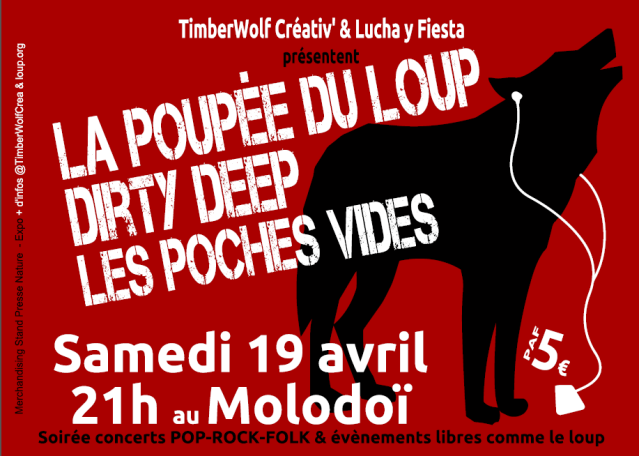 TimberWolf Créativ' & Lucha y Fiesta
présentent
LA POUPÉE DU LOUP
DIRTY DEEP
LES POCHES VIDES
PAF 5€
Samedi 19 avril
21h au Molodoï
Soirée concerts POP-ROCK-FOLK & évènements libres comme le loup
Merchandising Stand Presse Nature - Expo + d'infos @TimberWolfCrea & loup.org